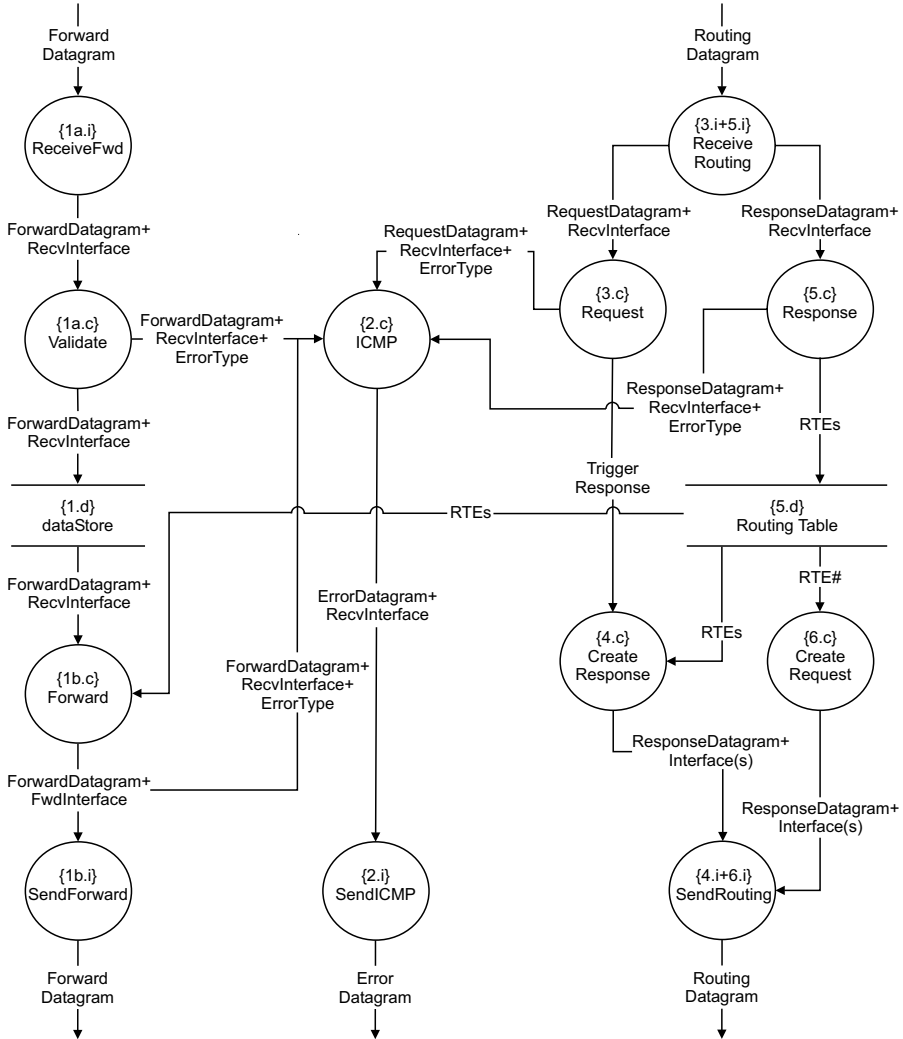 Forward
Datagram
Routing
Datagram
{1a.i}
ReceiveFwd
{3.i+5.i}
Receive
Routing
ForwardDatagram+
RecvInterface
RequestDatagram+
RecvInterface
ResponseDatagram+
RecvInterface
RequestDatagram+
RecvInterface+
ErrorType
{1a.c}
Validate
ForwardDatagram+
RecvInterface+
ErrorType
{2.c}
ICMP
{3.c}
Request
{5.c}
Response
ResponseDatagram+
RecvInterface+
ErrorType
ForwardDatagram+
RecvInterface
RTEs
Trigger
Response
{1.d}
dataStore
RTEs
{5.d}
Routing Table
ForwardDatagram+
RecvInterface
ErrorDatagram+
RecvInterface
RTE#
RTEs
{1b.c}
Forward
ForwardDatagram+
RecvInterface+
ErrorType
{4.c}
Create
Response
{6.c}
Create
Request
ResponseDatagram+
Interface(s)
ForwardDatagram+
FwdInterface
ResponseDatagram+
Interface(s)
{1b.i}
SendForward
{2.i}
SendICMP
{4.i+6.i}
SendRouting
Forward
Datagram
Error
Datagram
Routing
Datagram